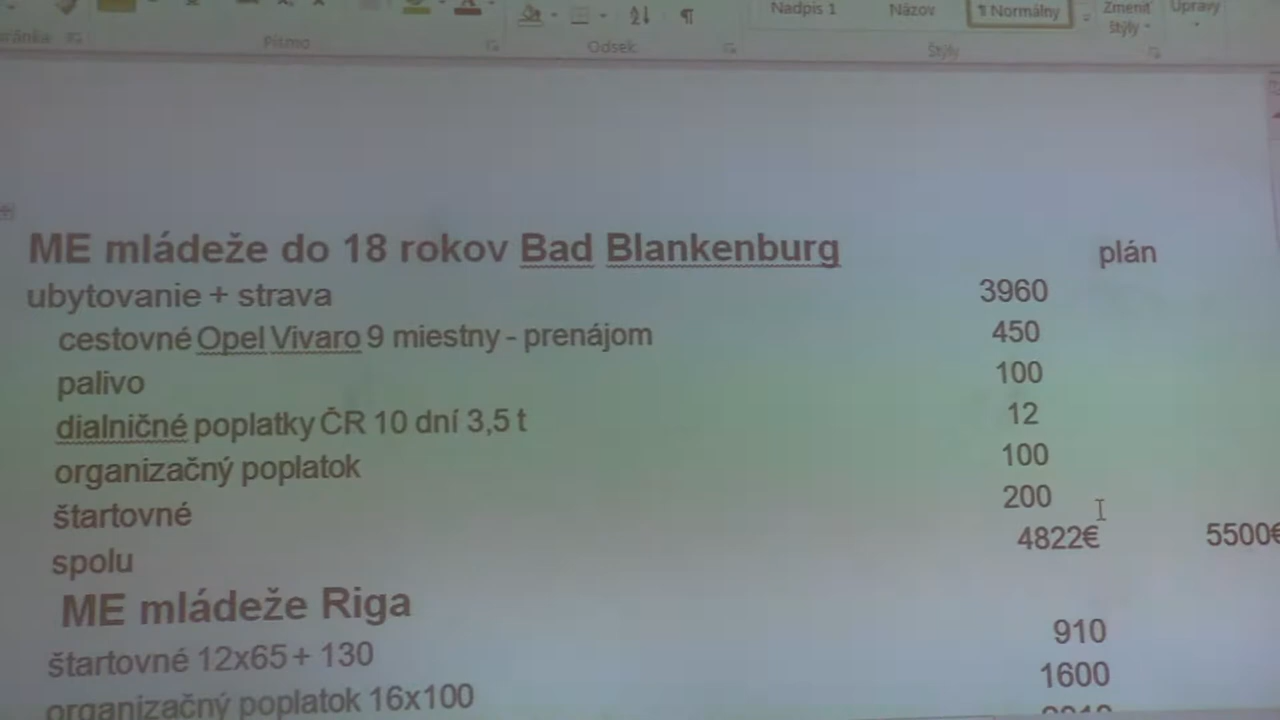 Nadpis 1 Názov ¶ Normálny Zmeniť štýly Úpravy
Písmo Odsek Štýly
ME mládeže do 18 rokov Bad Blankenburg plán
ubytovanie + strava 3960
cestovné Opel Vivaro 9 miestny - prenájom 450
palivo 100
dialničné poplatky ČR 10 dní 3,5 t 12
organizačný poplatok 100
štartovné 200
spolu 4822€ 5500€
ME mládeže Riga
štartovné 12x65 + 130 910
organizačný poplatok 16x100 1600